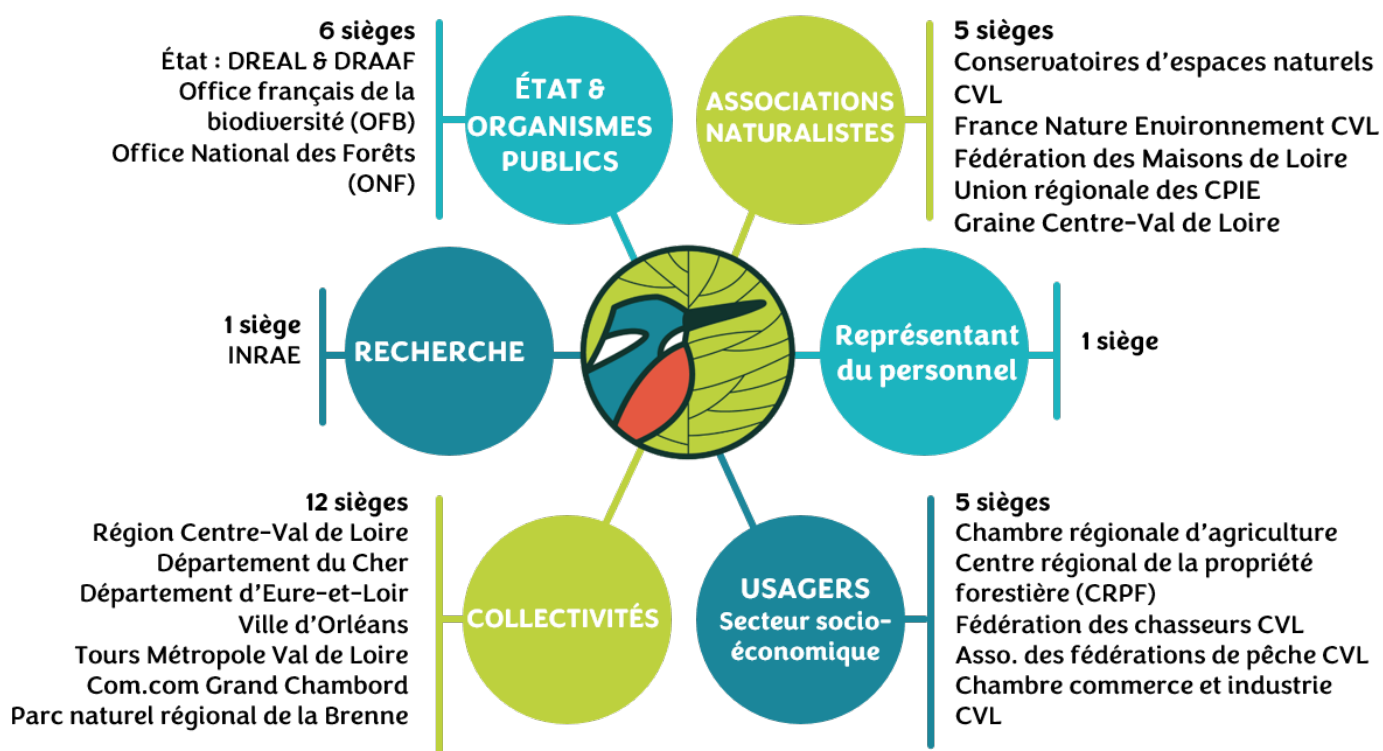 6 sièges
État : DREAL & DRAAF
Office français de la
biodiversité (OFB)
Office National des Forêts
(ONF)
ÉTAT &
ORGANISMES
PUBLICS
ASSOCIATIONS
NATURALISTES
5 sièges
Conservatoires d'espaces naturels
CVL
France Nature Environnement CVL
Fédération des Maisons de Loire
Union régionale des CPIE
Graine Centre-Val de Loire
1 siège
INRAE
RECHERCHE
Représentant
du personnel
1 siège
12 sièges
Région Centre-Val de Loire
Département du Cher
Département d'Eure-et-Loir
Ville d'Orléans
Tours Métropole Val de Loire
Com.com Grand Chambord
Parc naturel régional de la Brenne
COLLECTIVITÉS
USAGERS
Secteur socio-
économique
5 sièges
Chambre régionale d'agriculture
Centre régional de la propriété
forestière (CRPF)
Fédération des chasseurs CVL
Asso. des fédérations de pêche CVL
Chambre commerce et industrie
CVL